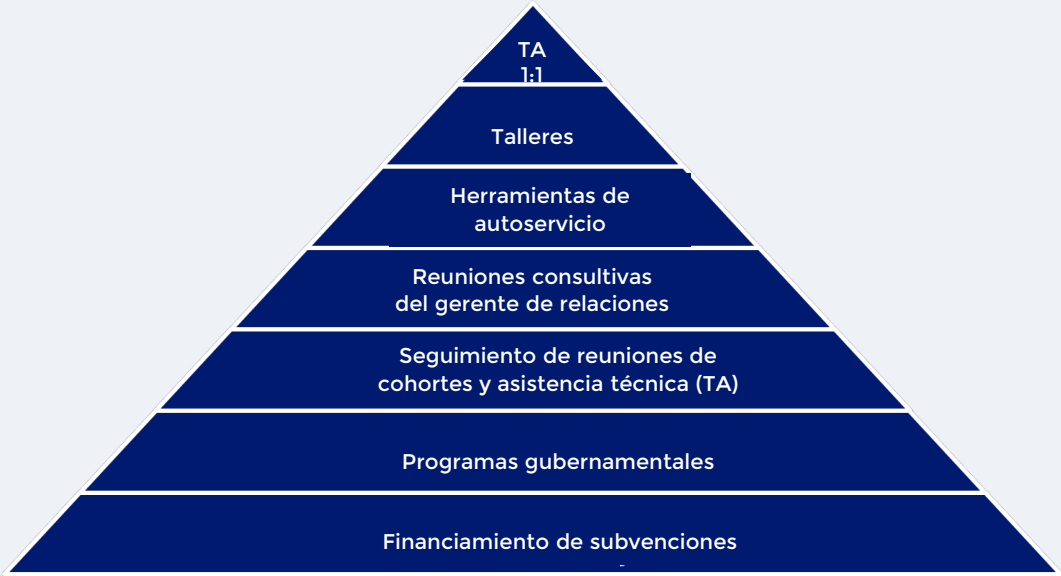 TA
1:1
Talleres
Herramientas de
autoservicio
Reuniones consultivas
del gerente de relaciones
Seguimiento de reuniones de
cohortes y asistencia técnica (TA)
Programas gubernamentales
Financiamiento de subvenciones